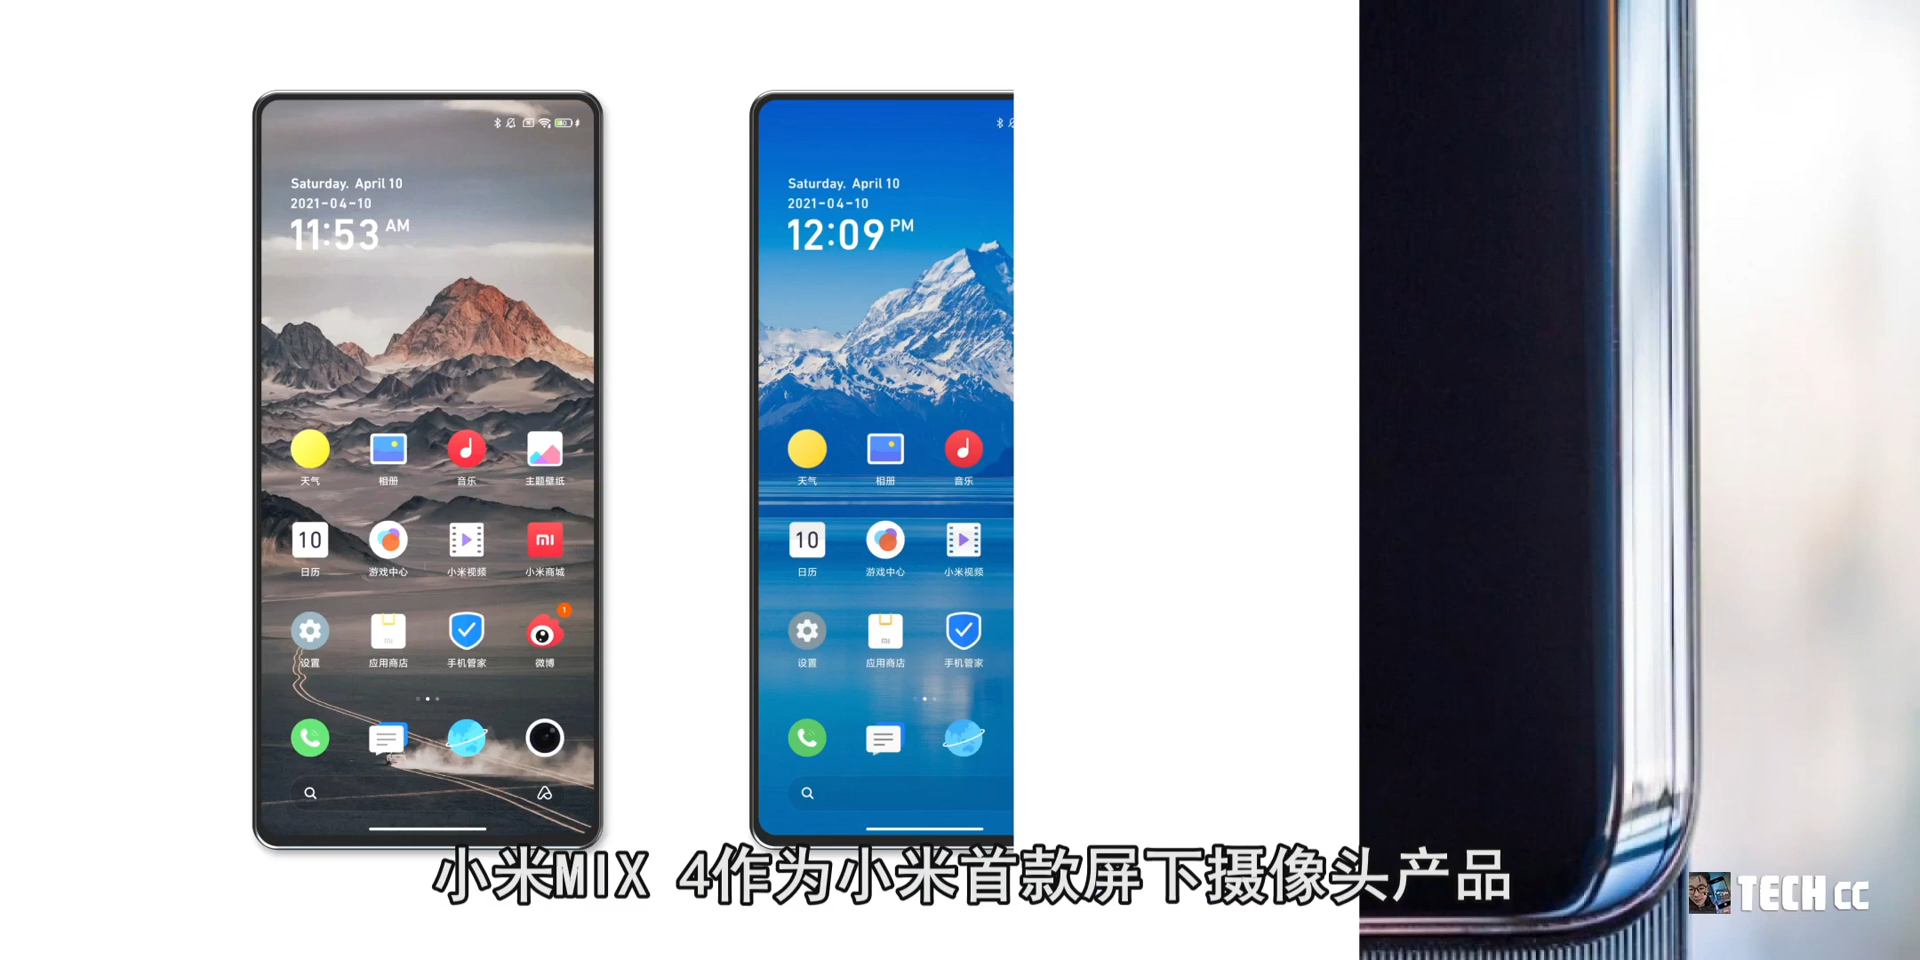 Saturday. April 10
2021-04-10
11:53 AM
天气 相册 音乐 主题壁纸
10 mi
日历 游戏中心 小米视频 小米商城
1
mi
设置 应用商店 手机管家 微博
Saturday. April 10
2021-04-10
12:09 PM
天气 相册 音乐
10
日历 游戏中心 小米视频
mi
设置 应用商店 手机管家
小米MIX 4作为小米首款屏下摄像头产品
TECH cc